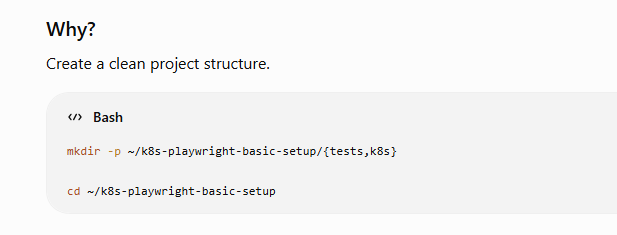 Why?
Create a clean project structure.
</> Bash
mkdir -p ~/k8s-playwright-basic-setup/{tests,k8s}
cd ~/k8s-playwright-basic-setup